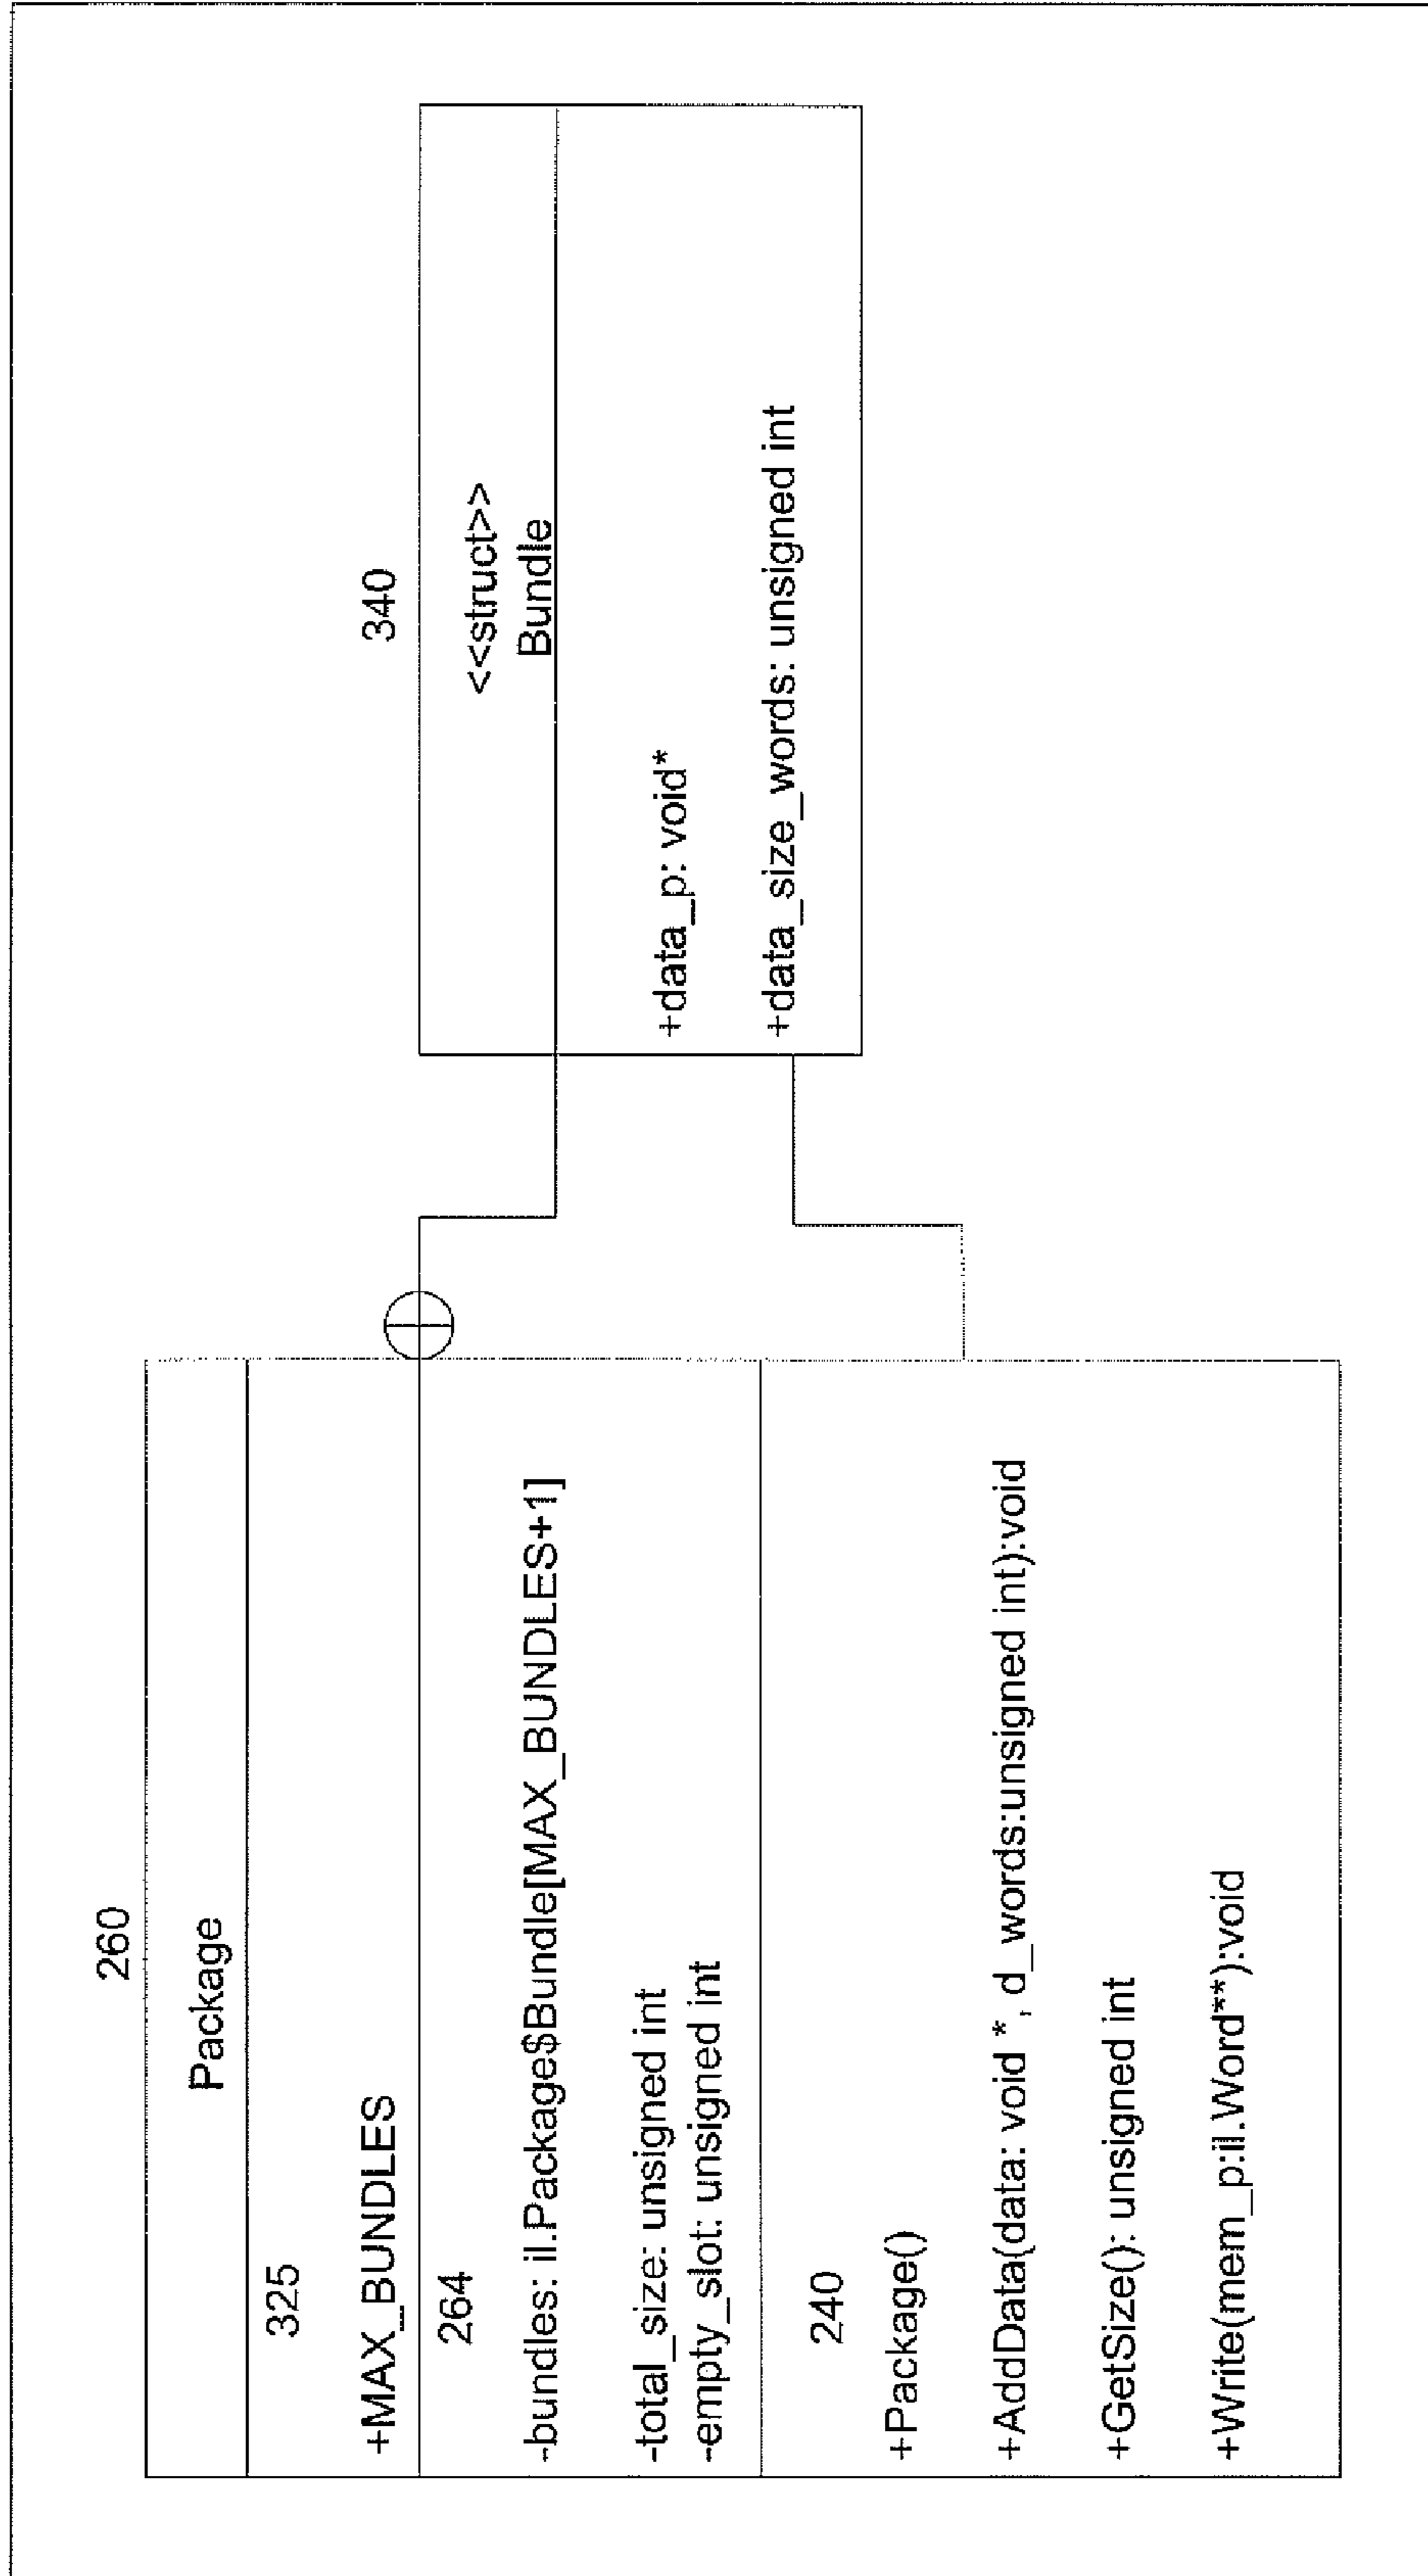 260
Package
325
+MAX_BUNDLES
264
-bundles: il.Package$Bundle[MAX_BUNDLES+1]
-total_size: unsigned int
-empty_slot: unsigned int
240
+Package()
+AddData(data: void *, d_words:unsigned int):void
+GetSize(): unsigned int
+Write(mem_p:il.Word**):void
340
<<struct>>
Bundle
+data_p: void*
+data_size_words: unsigned int